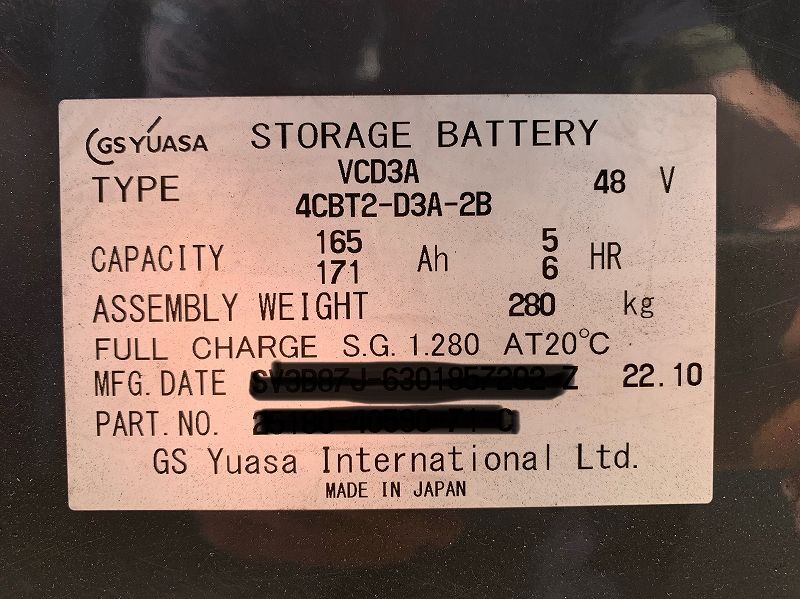 GS YUASA STORAGE BATTERY
TYPE VCD3A 48 V
4CBT2-D3A-2B
CAPACITY 165 Ah 5 HR
171 6
ASSEMBLY WEIGHT 280 kg
FULL CHARGE S.G. 1.280 AT20°C
MFG. DATE 22.10
PART. NO.
GS Yuasa International Ltd.
MADE IN JAPAN